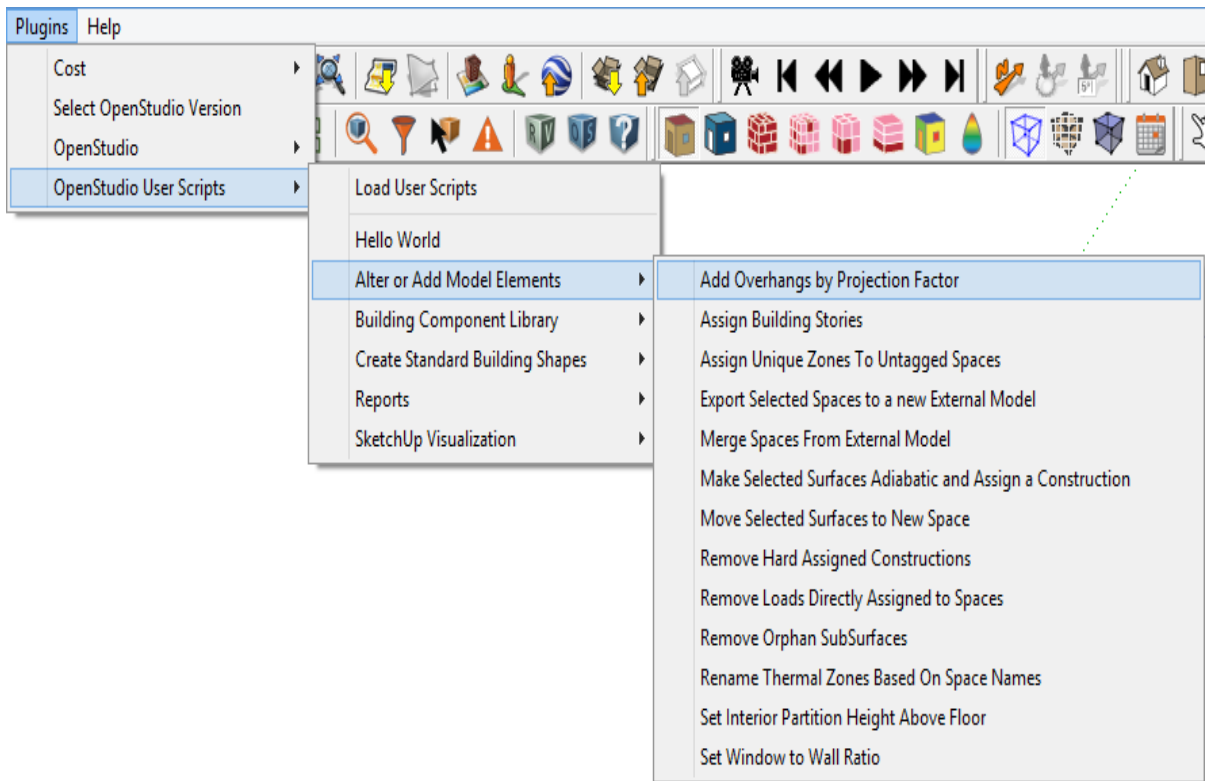 Plugins Help
Cost
Select OpenStudio Version
OpenStudio
OpenStudio User Scripts
Load User Scripts
Hello World
Alter or Add Model Elements
Building Component Library
Create Standard Building Shapes
Reports
SketchUp Visualization
Add Overhangs by Projection Factor
Assign Building Stories
Assign Unique Zones To Untagged Spaces
Export Selected Spaces to a new External Model
Merge Spaces From External Model
Make Selected Surfaces Adiabatic and Assign a Construction
Move Selected Surfaces to New Space
Remove Hard Assigned Constructions
Remove Loads Directly Assigned to Spaces
Remove Orphan SubSurfaces
Rename Thermal Zones Based On Space Names
Set Interior Partition Height Above Floor
Set Window to Wall Ratio